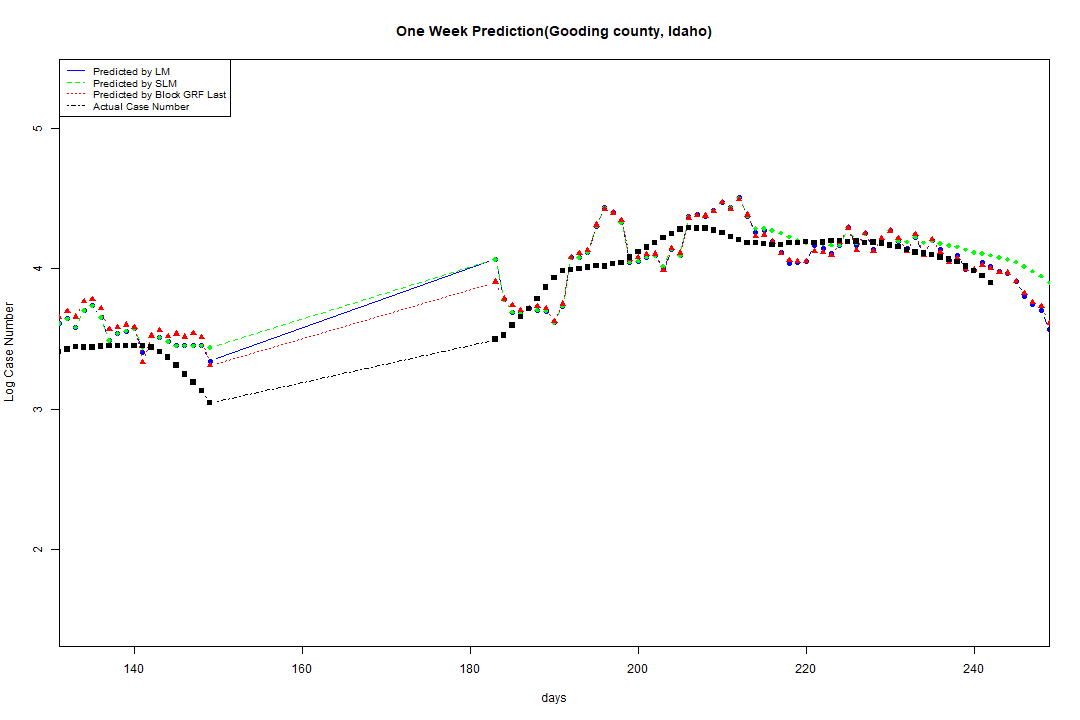 One Week Prediction(Gooding county, Idaho)
Predicted by LM
Predicted by SLM
Predicted by Block GRF Last
Actual Case Number
5
4
3
2
Log Case Number
140 160 180 200 220 240
days